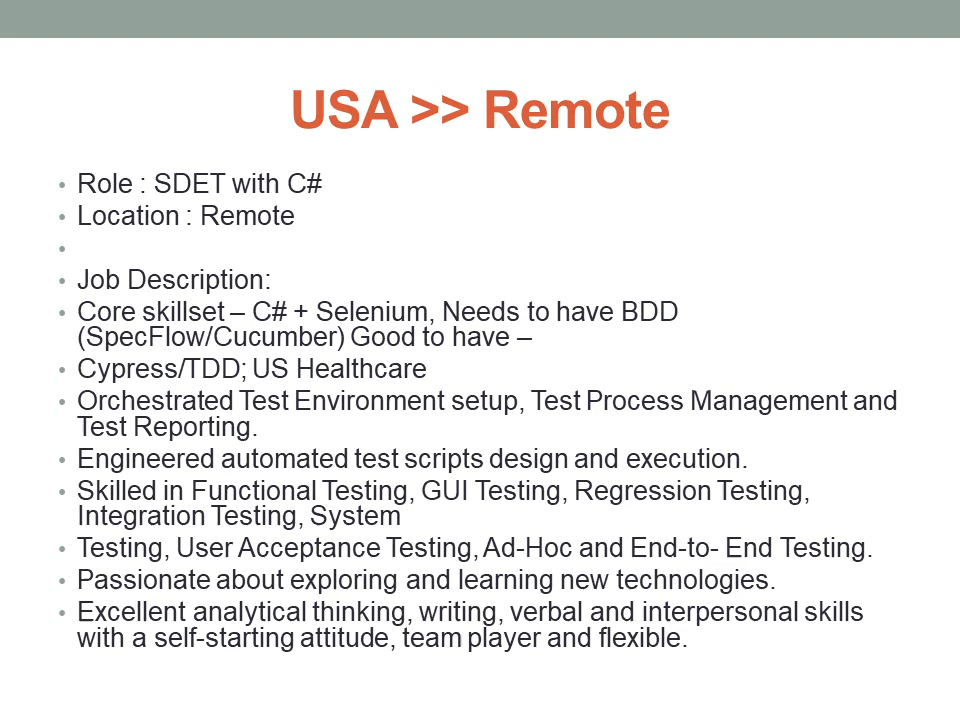 USA >> Remote
• Role : SDET with C#
• Location : Remote
•
• Job Description:
• Core skillset – C# + Selenium, Needs to have BDD
(SpecFlow/Cucumber) Good to have –
• Cypress/TDD; US Healthcare
• Orchestrated Test Environment setup, Test Process Management and
Test Reporting.
• Engineered automated test scripts design and execution.
• Skilled in Functional Testing, GUI Testing, Regression Testing,
Integration Testing, System
• Testing, User Acceptance Testing, Ad-Hoc and End-to- End Testing.
• Passionate about exploring and learning new technologies.
• Excellent analytical thinking, writing, verbal and interpersonal skills
with a self-starting attitude, team player and flexible.